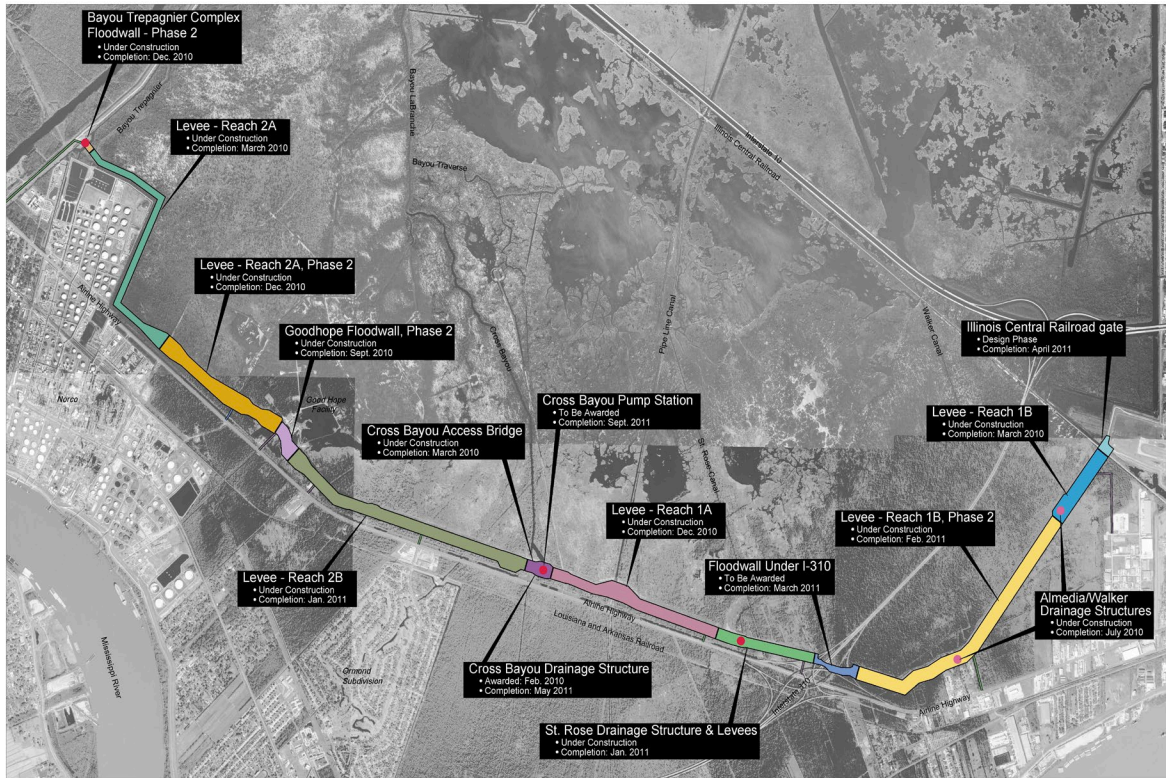 Bayou Trepagnier Complex
Floodwall - Phase 2
• Under Construction
• Completion: Dec. 2010
Bayou Trepagnier
Levee - Reach 2A
• Under Construction
• Completion: March 2010
Bayou LaBranche
Bayou Traverse
Interstate 10
Illinois Central Railroad
Levee - Reach 2A, Phase 2
• Under Construction
• Completion: Dec. 2010
Airline Highway
Goodhope Floodwall, Phase 2
• Under Construction
• Completion: Sept. 2010
Cross Bayou
Pipe Line Canal
Walker Canal
Illinois Central Railroad gate
• Design Phase
• Completion: April 2011
Norco
Good Hope
Facility
Cross Bayou Access Bridge
• Under Construction
• Completion: March 2010
Cross Bayou Pump Station
• To Be Awarded
• Completion: Sept. 2011
Levee - Reach 1B
• Under Construction
• Completion: March 2010
St. Rose Canal
Levee - Reach 1A
• Under Construction
• Completion: Dec. 2010
Levee - Reach 1B, Phase 2
• Under Construction
• Completion: Feb. 2011
Levee - Reach 2B
• Under Construction
• Completion: Jan. 2011
Floodwall Under I-310
• To Be Awarded
• Completion: March 2011
Almedia/Walker
Drainage Structures
• Under Construction
• Completion: July 2010
Airline Highway
Louisiana and Arkansas Railroad
Mississippi River
Ormond
Subdivision
Cross Bayou Drainage Structure
• Awarded: Feb. 2010
• Completion: May 2011
Interstate 310
Airline Highway
St. Rose Drainage Structure & Levees
• Under Construction
• Completion: Jan. 2011